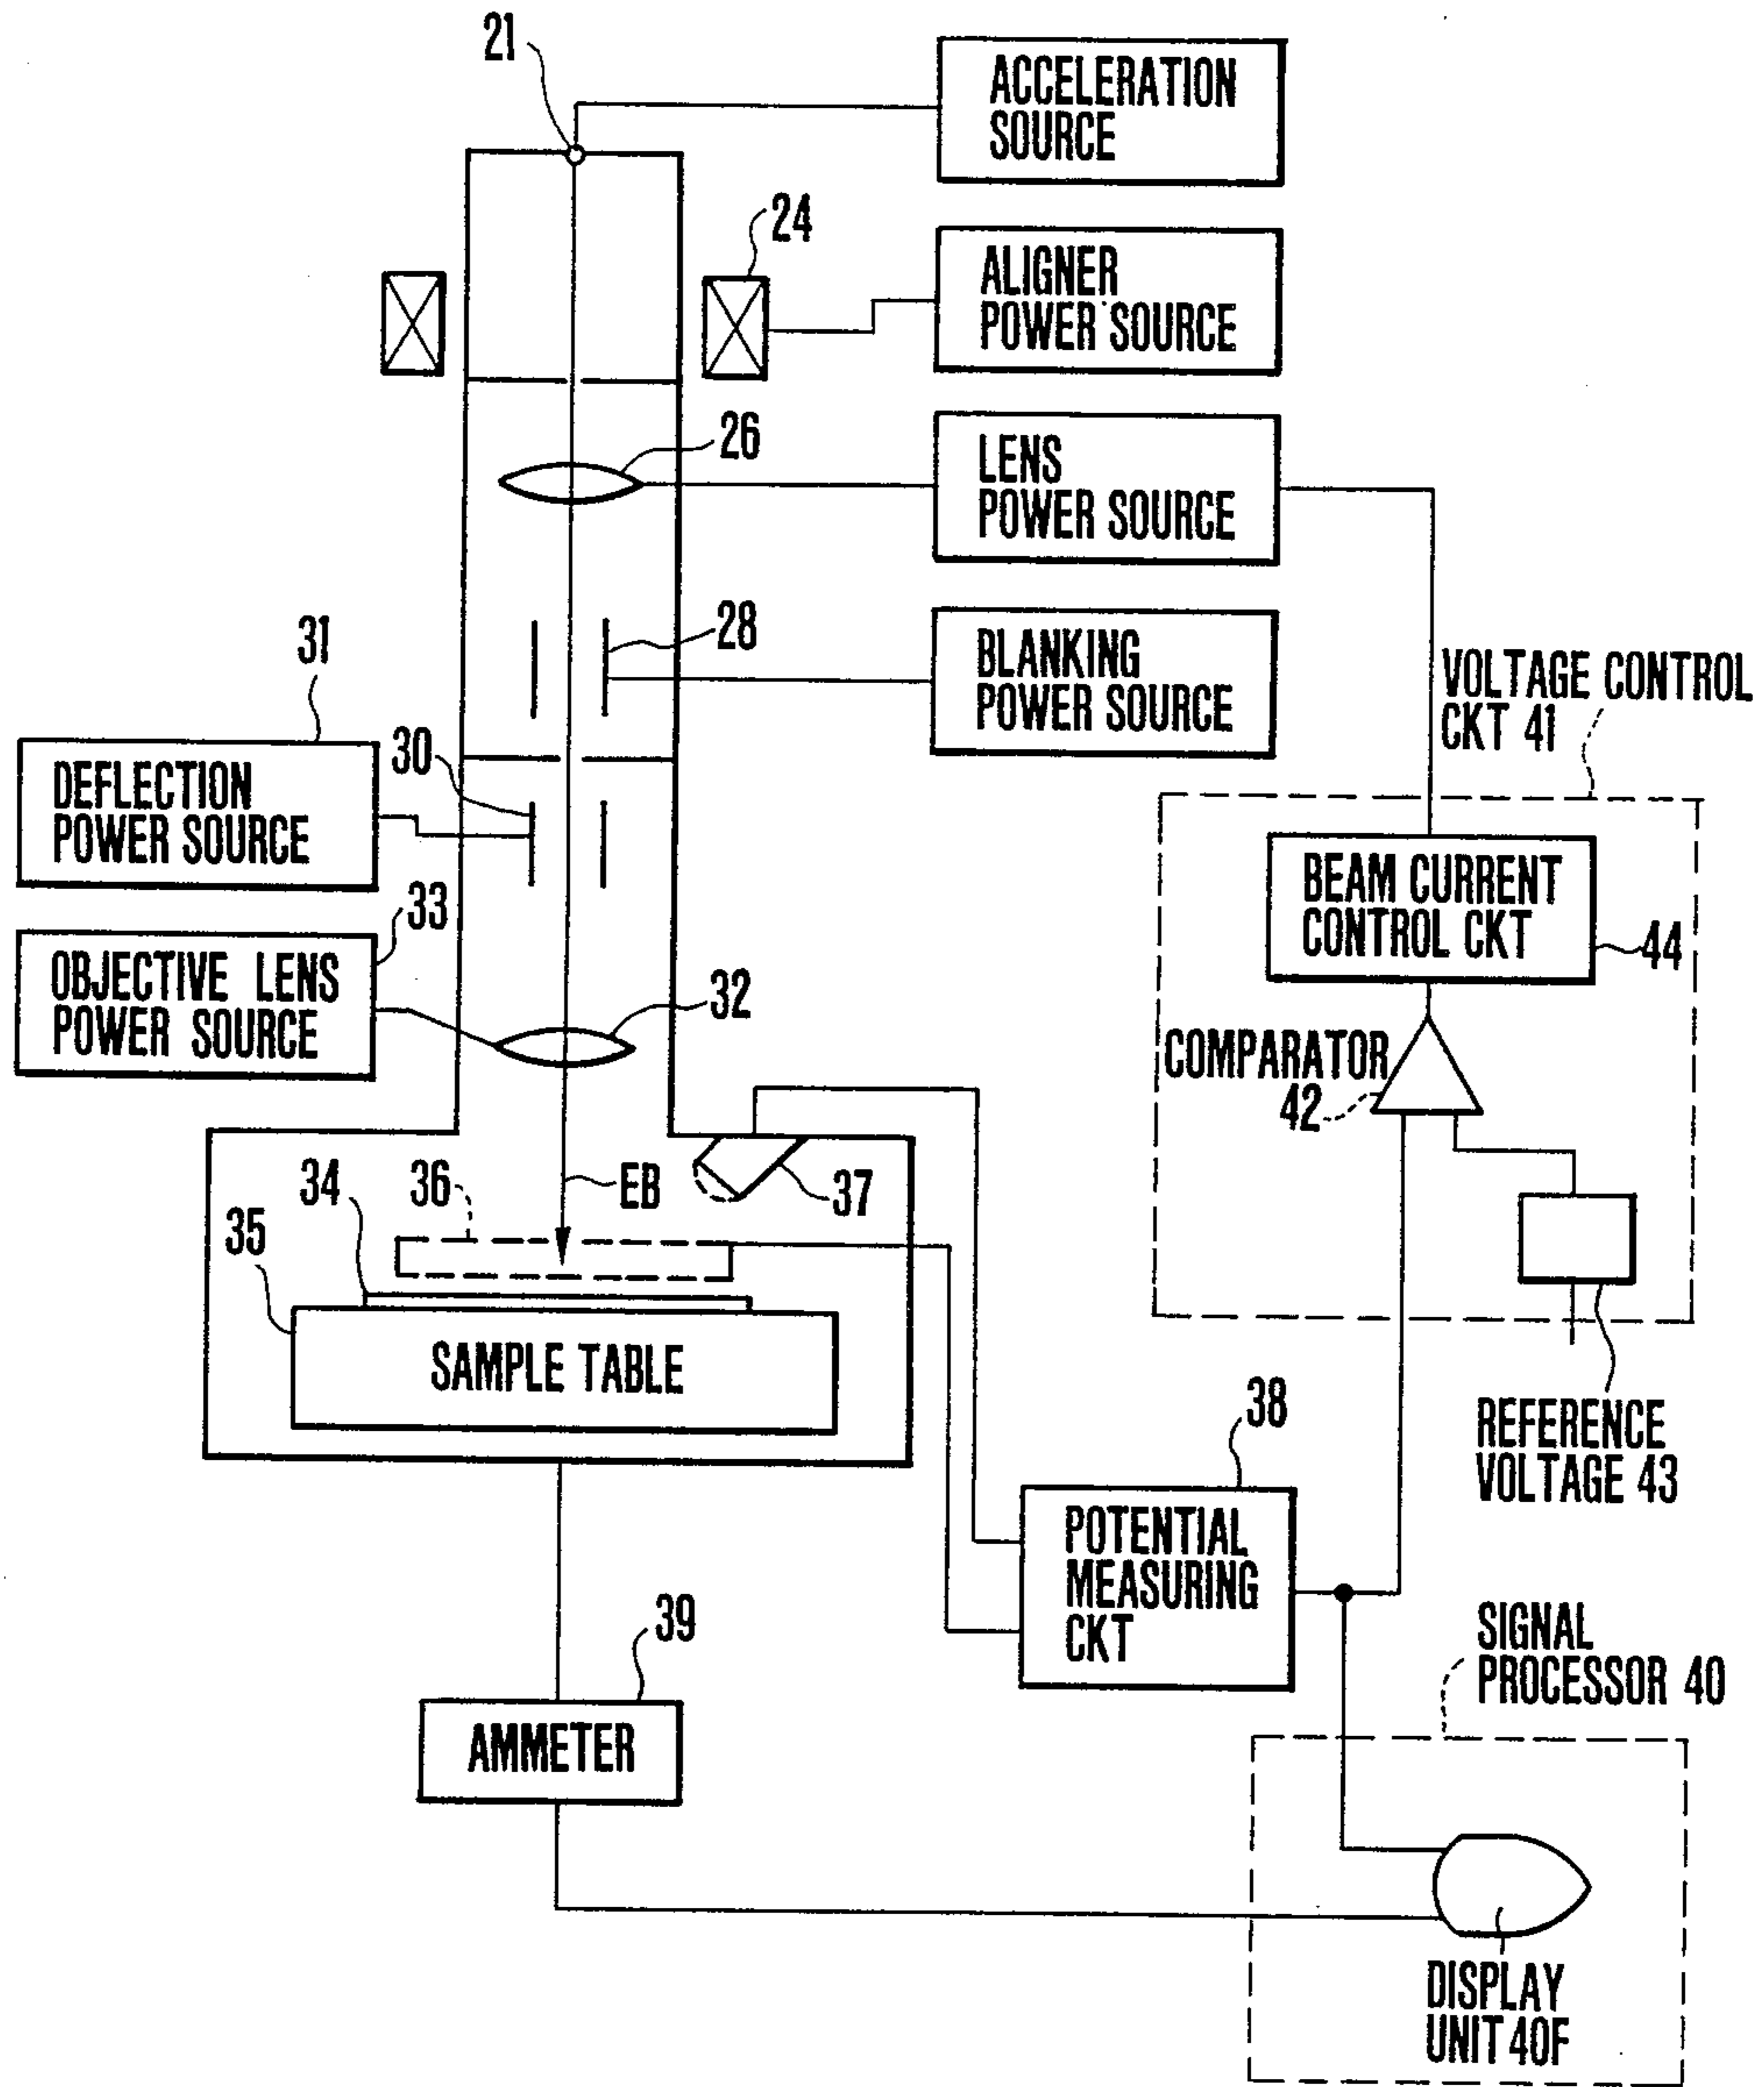 21
ACCELERATION
SOURCE
24
ALIGNER
POWER SOURCE
26
LENS
POWER SOURCE
28
BLANKING
POWER SOURCE
31
DEFLECTION
POWER SOURCE
30
VOLTAGE CONTROL
CKT 41
33
OBJECTIVE LENS
POWER SOURCE
32
BEAM CURRENT
CONTROL CKT
44
COMPARATOR
42
34
36
EB
37
35
SAMPLE TABLE
REFERENCE
VOLTAGE 43
38
POTENTIAL
MEASURING
CKT
39
AMMETER
SIGNAL
PROCESSOR 40
DISPLAY
UNIT 40F